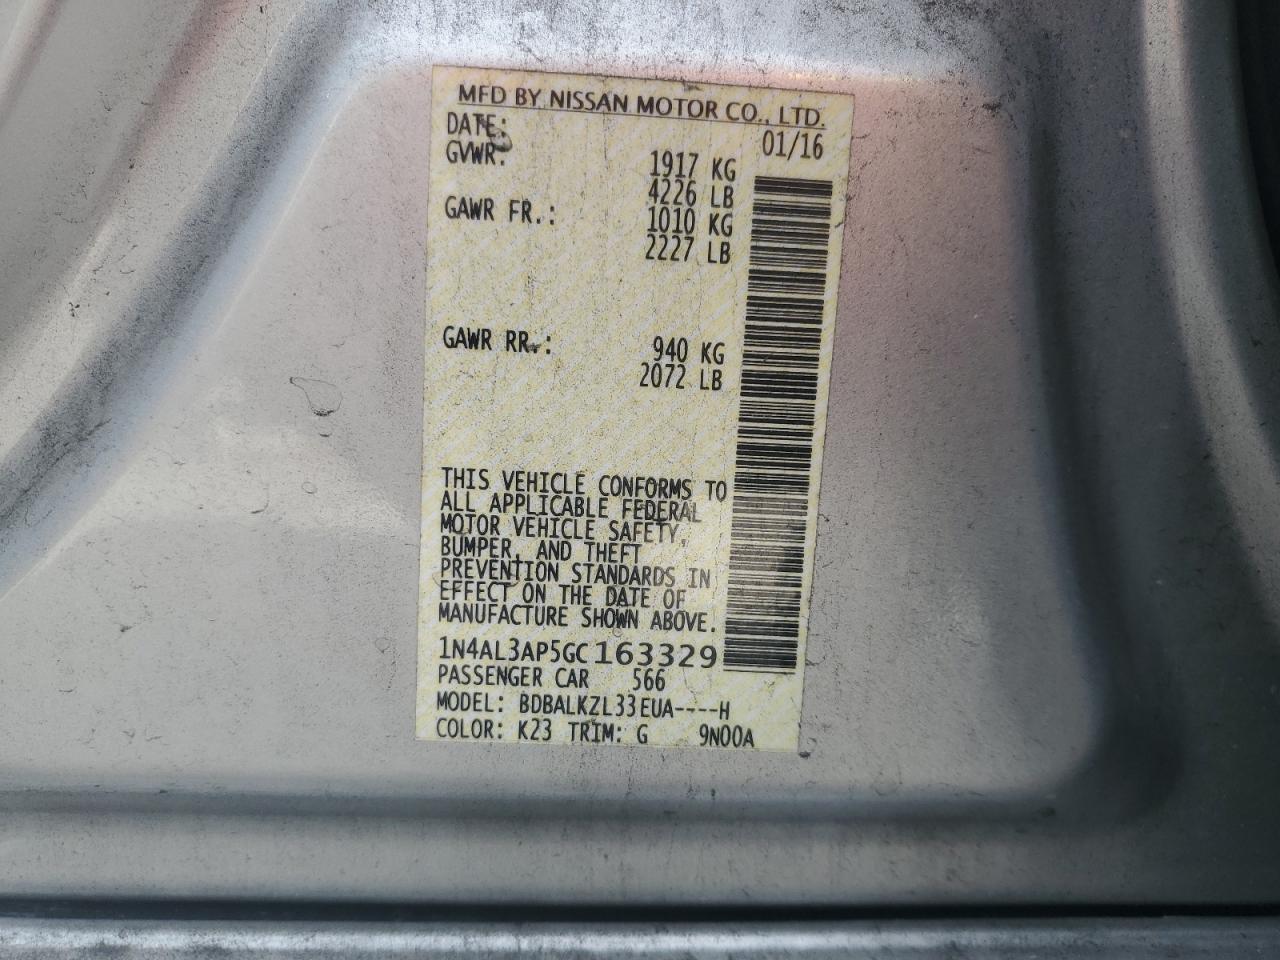 MFD BY NISSAN MOTOR CO., LTD.
DATE: 01/16
GVWR: 1917 KG
4226 LB
GAWR FR.: 1010 KG
2227 LB
GAWR RR.: 940 KG
2072 LB
THIS VEHICLE CONFORMS TO
ALL APPLICABLE FEDERAL
MOTOR VEHICLE SAFETY,
BUMPER, AND THEFT
PREVENTION STANDARDS IN
EFFECT ON THE DATE OF
MANUFACTURE SHOWN ABOVE.
1N4AL3AP5GC163329
PASSENGER CAR 566
MODEL: BDBALKZL33EUA----H
COLOR: K23 TRIM: G 9N00A